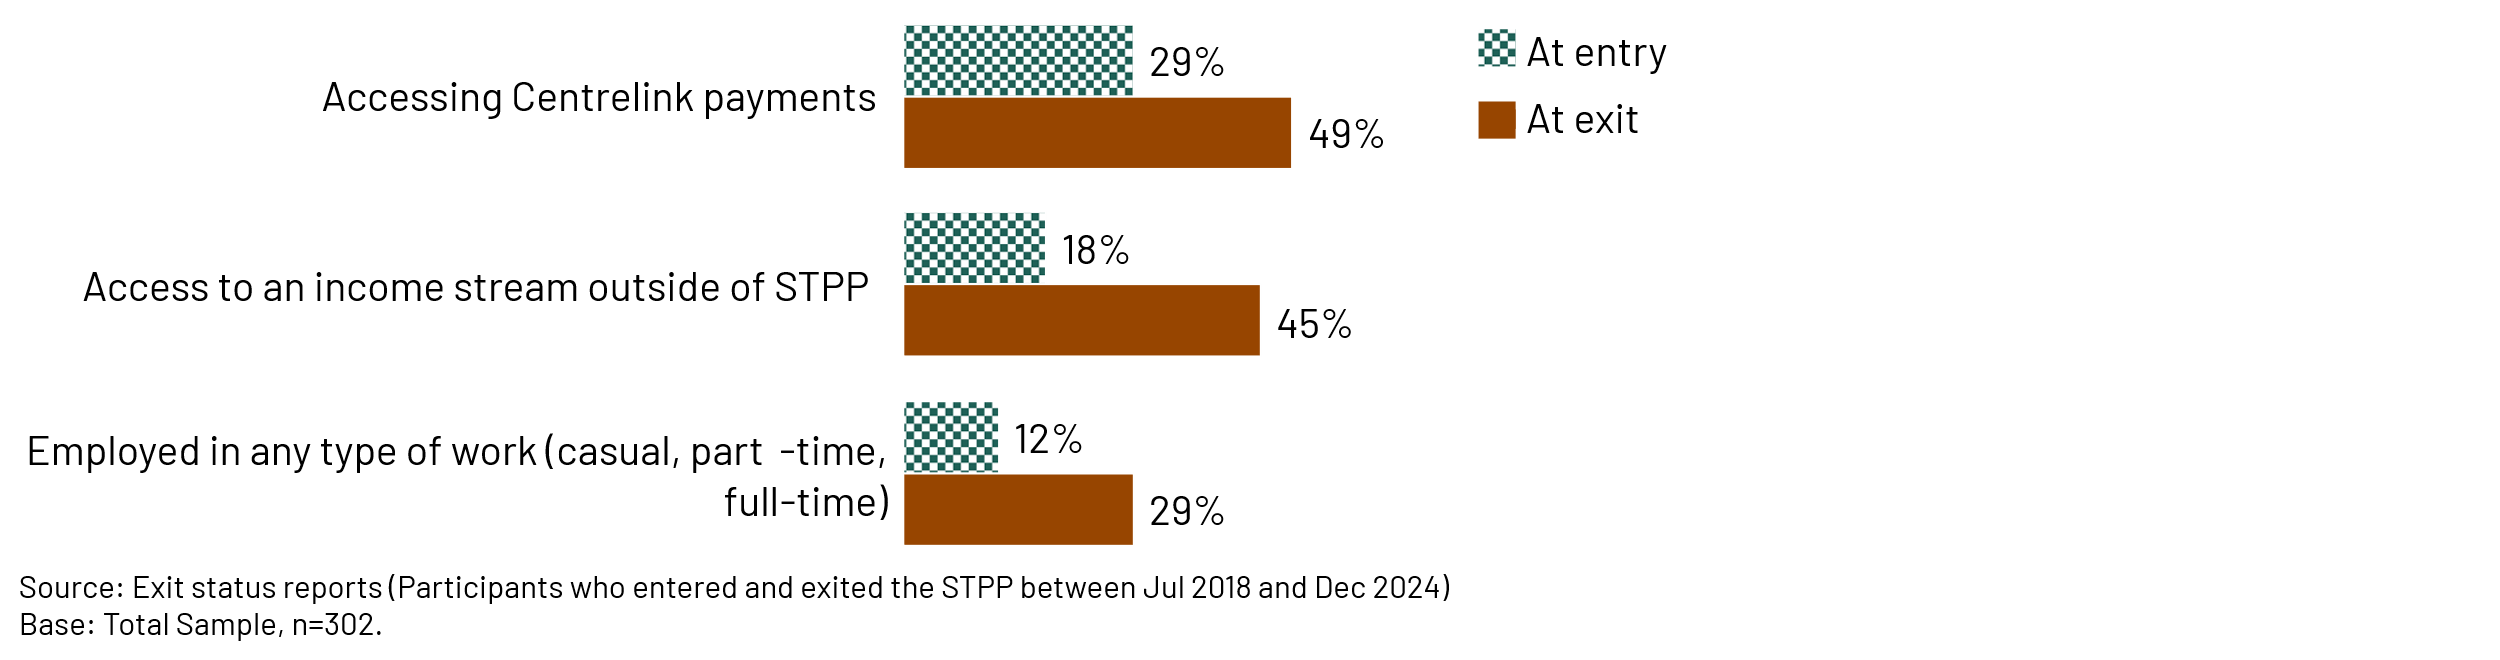 29%
At entry
Accessing Centrelink payments
49%
At exit
18%
Access to an income stream outside of STPP
45%
12%
Employed in any type of work (casual, part -time,
full-time)
29%
Source: Exit status reports (Participants who entered and exited the STPP between Jul 2018 and Dec 2024)
Base: Total Sample, n=302.